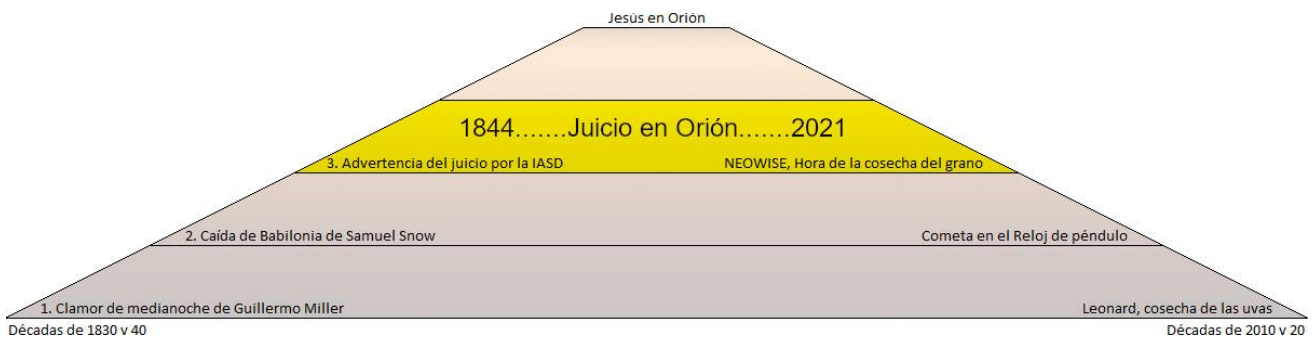 Jesús en Orión
1844.......Juicio en Orión.......2021
3. Advertencia del juicio por la IASD NEOWISE, Hora de la cosecha del grano
2. Caída de Babilonia de Samuel Snow Cometa en el Reloj de péndulo
1. Clamor de medianoche de Guillermo Miller Leonard, cosecha de las uvas
Décadas de 1830 y 40 Décadas de 2010 y 20